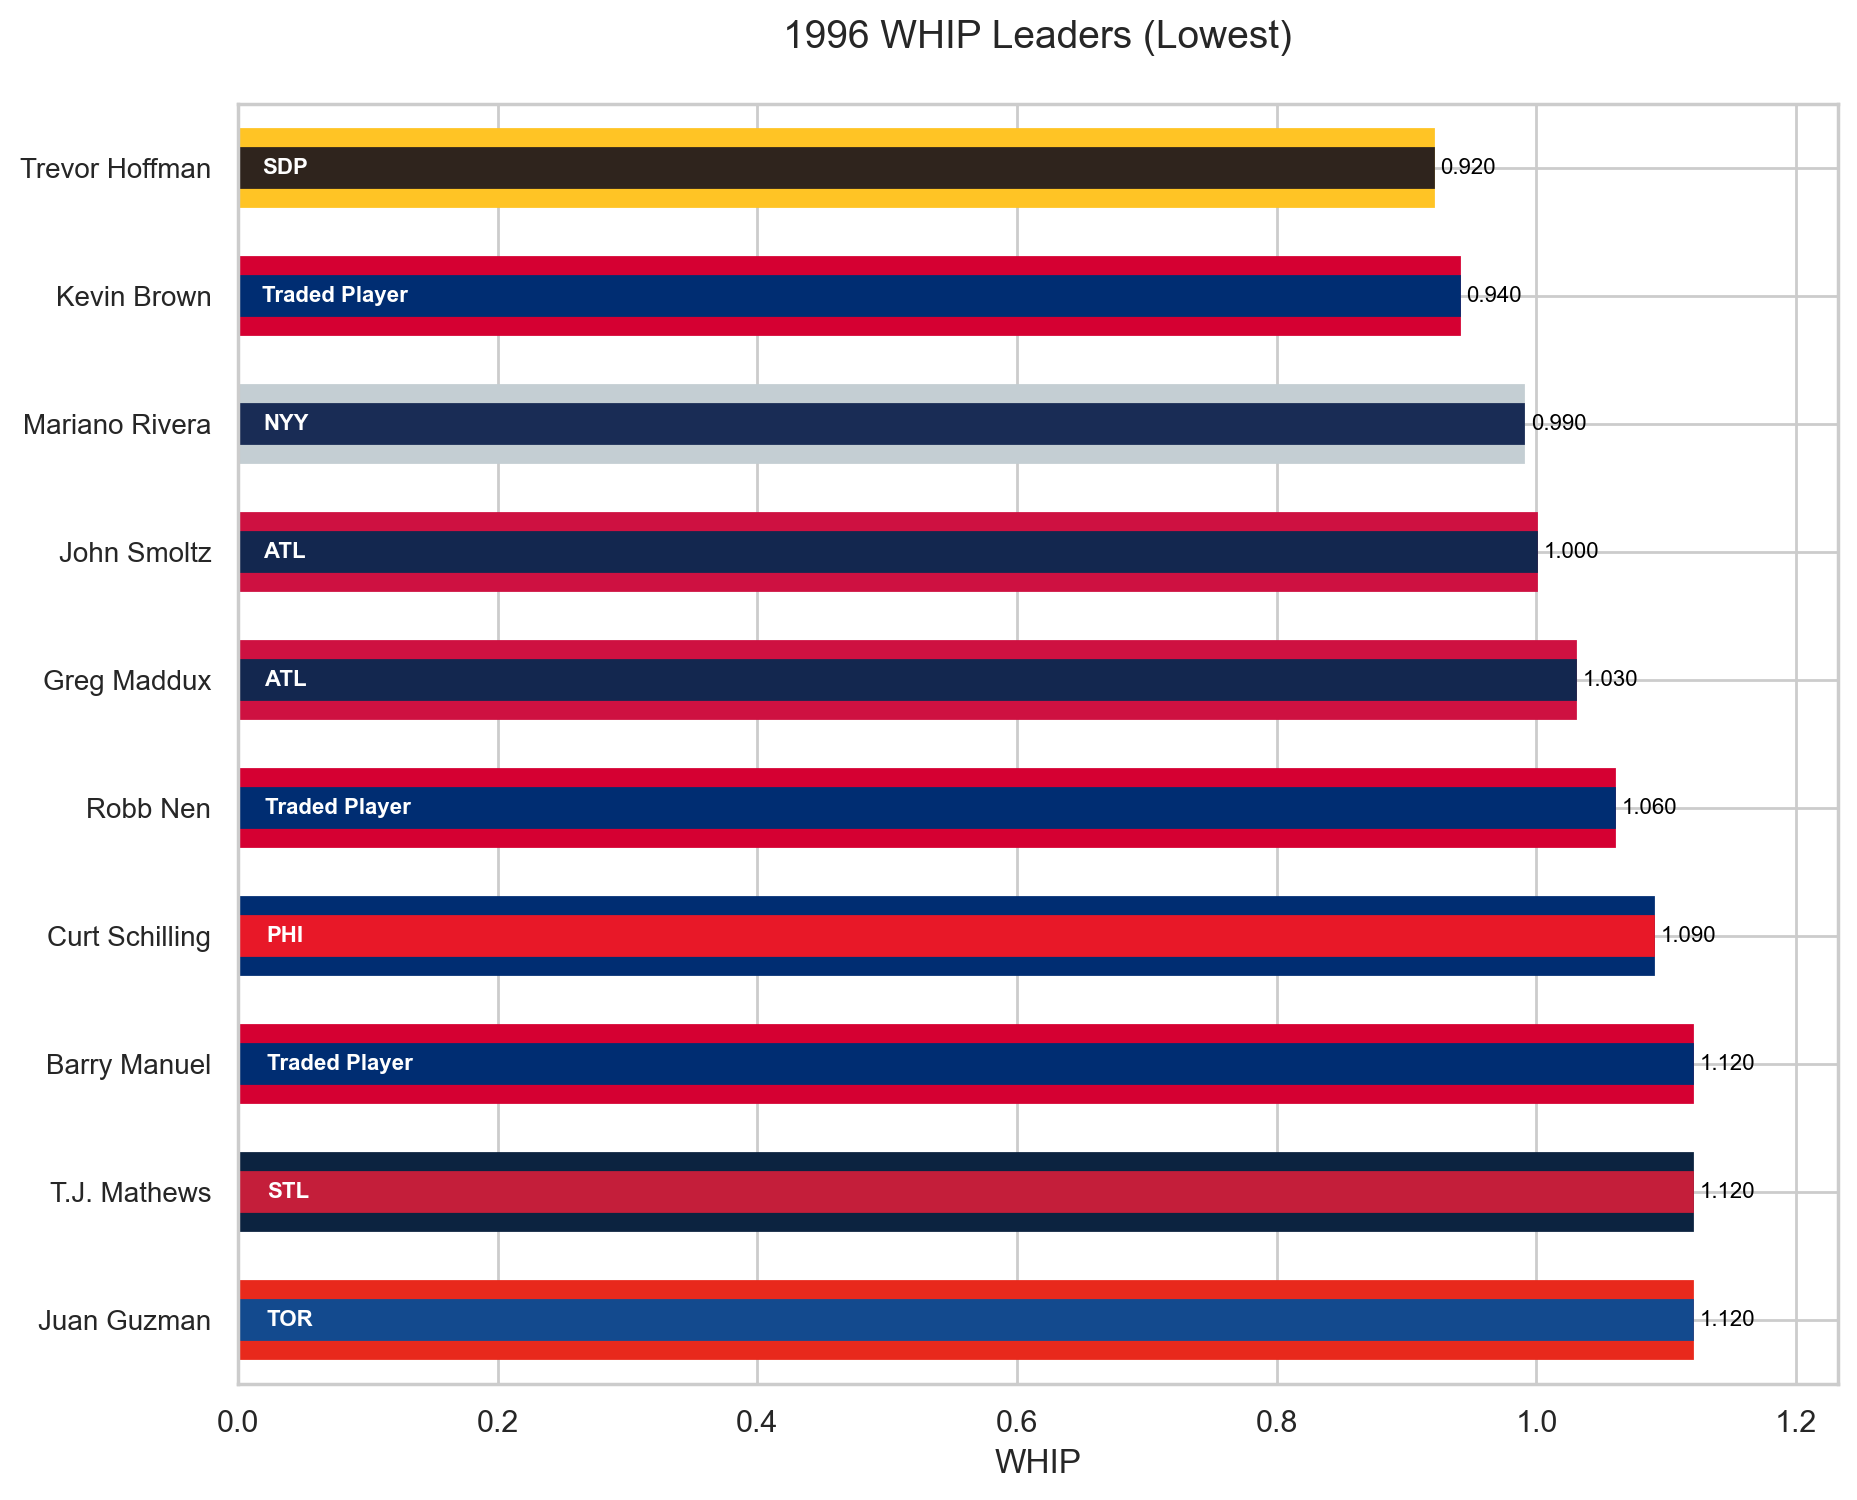 1996 WHIP Leaders (Lowest)
Trevor Hoffman SDP 0.920
Kevin Brown Traded Player 0.940
Mariano Rivera NYY 0.990
John Smoltz ATL 1.000
Greg Maddux ATL 1.030
Robb Nen Traded Player 1.060
Curt Schilling PHI 1.090
Barry Manuel Traded Player 1.120
T.J. Mathews STL 1.120
Juan Guzman TOR 1.120
0.0 0.2 0.4 0.6 0.8 1.0 1.2
WHIP